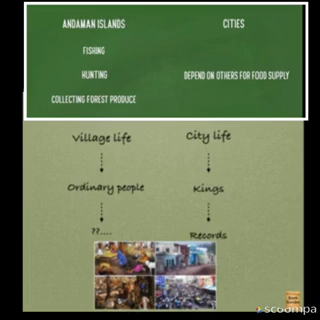 ANDAMAN ISLANDS
CITIES
FISHING
HUNTING
DEPEND ON OTHERS FOR FOOD SUPPLY
COLLECTING FOREST PRODUCE
Village life
City life
Ordinary people
Kings
??....
Records
scoompa